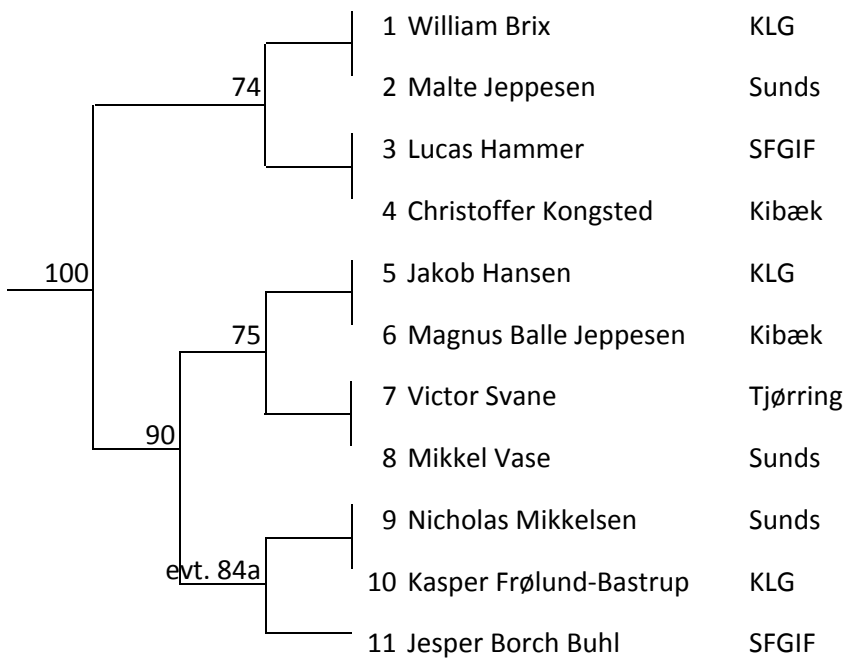 1 William Brix KLG
74 2 Malte Jeppesen Sunds
3 Lucas Hammer SFGIF
4 Christoffer Kongsted Kibæk
100 5 Jakob Hansen KLG
75 6 Magnus Balle Jeppesen Kibæk
7 Victor Svane Tjørring
90
8 Mikkel Vase Sunds
9 Nicholas Mikkelsen Sunds
evt. 84a 10 Kasper Frølund-Bastrup KLG
11 Jesper Borch Buhl SFGIF